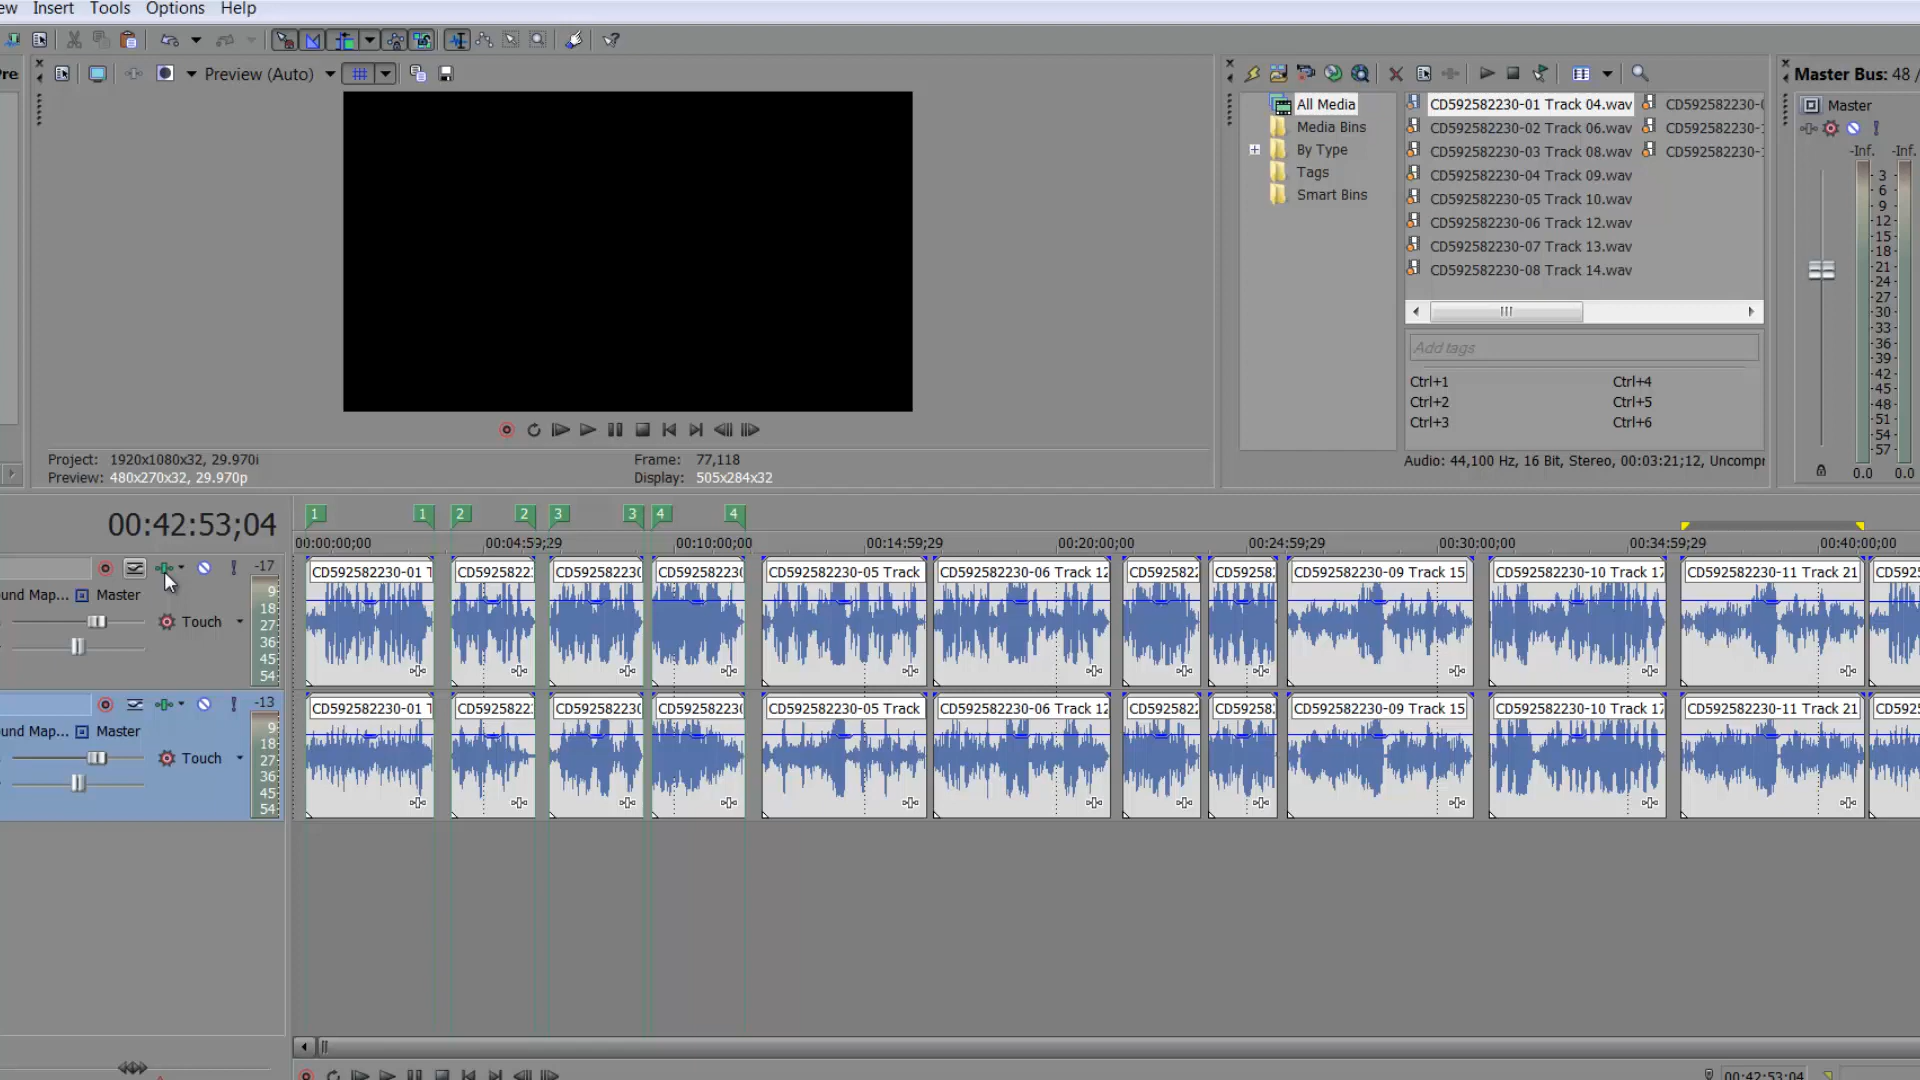 ew Insert Tools Options Help
Pre
Preview (Auto)
Project: 1920x1080x32, 29.970i
Preview: 480x270x32, 29.970p
Frame: 77,118
Display: 505x284x32
All Media
Media Bins
By Type
Tags
Smart Bins
CD592582230-01 Track 04.wav
CD592582230-02 Track 06.wav
CD592582230-03 Track 08.wav
CD592582230-04 Track 09.wav
CD592582230-05 Track 10.wav
CD592582230-06 Track 12.wav
CD592582230-07 Track 13.wav
CD592582230-08 Track 14.wav
CD592582230-0
CD592582230-
CD592582230-
Add tags
Ctrl+1 Ctrl+4
Ctrl+2 Ctrl+5
Ctrl+3 Ctrl+6
Audio: 44,100 Hz, 16 Bit, Stereo, 00:03:21;12, Uncompr
Master Bus: 48 /
Master
-Inf. -Inf.
3
6
9
12
15
18
21
24
27
30
33
36
39
42
45
48
51
54
57
0.0 0.0
00:42:53;04
1 1 2 2 3 3 4 4
00:00:00;00 00:04:59;29 00:10:00;00 00:14:59;29 00:20:00;00 00:24:59;29 00:30:00;00 00:34:59;29 00:40:00;00
-17
9
18
27
36
45
54
und Map... Master
Touch
CD592582230-01 T CD59258223 CD59258223 CD59258223 CD592582230-05 Track CD592582230-06 Track 12 CD592582 CD59258 CD592582230-09 Track 15 CD592582230-10 Track 17 CD592582230-11 Track 21 CD592
-13
9
18
27
36
45
54
und Map... Master
Touch
CD592582230-01 T CD59258223 CD59258223 CD59258223 CD592582230-05 Track CD592582230-06 Track 12 CD592582 CD59258 CD592582230-09 Track 15 CD592582230-10 Track 17 CD592582230-11 Track 21 CD592
00:42:53;04